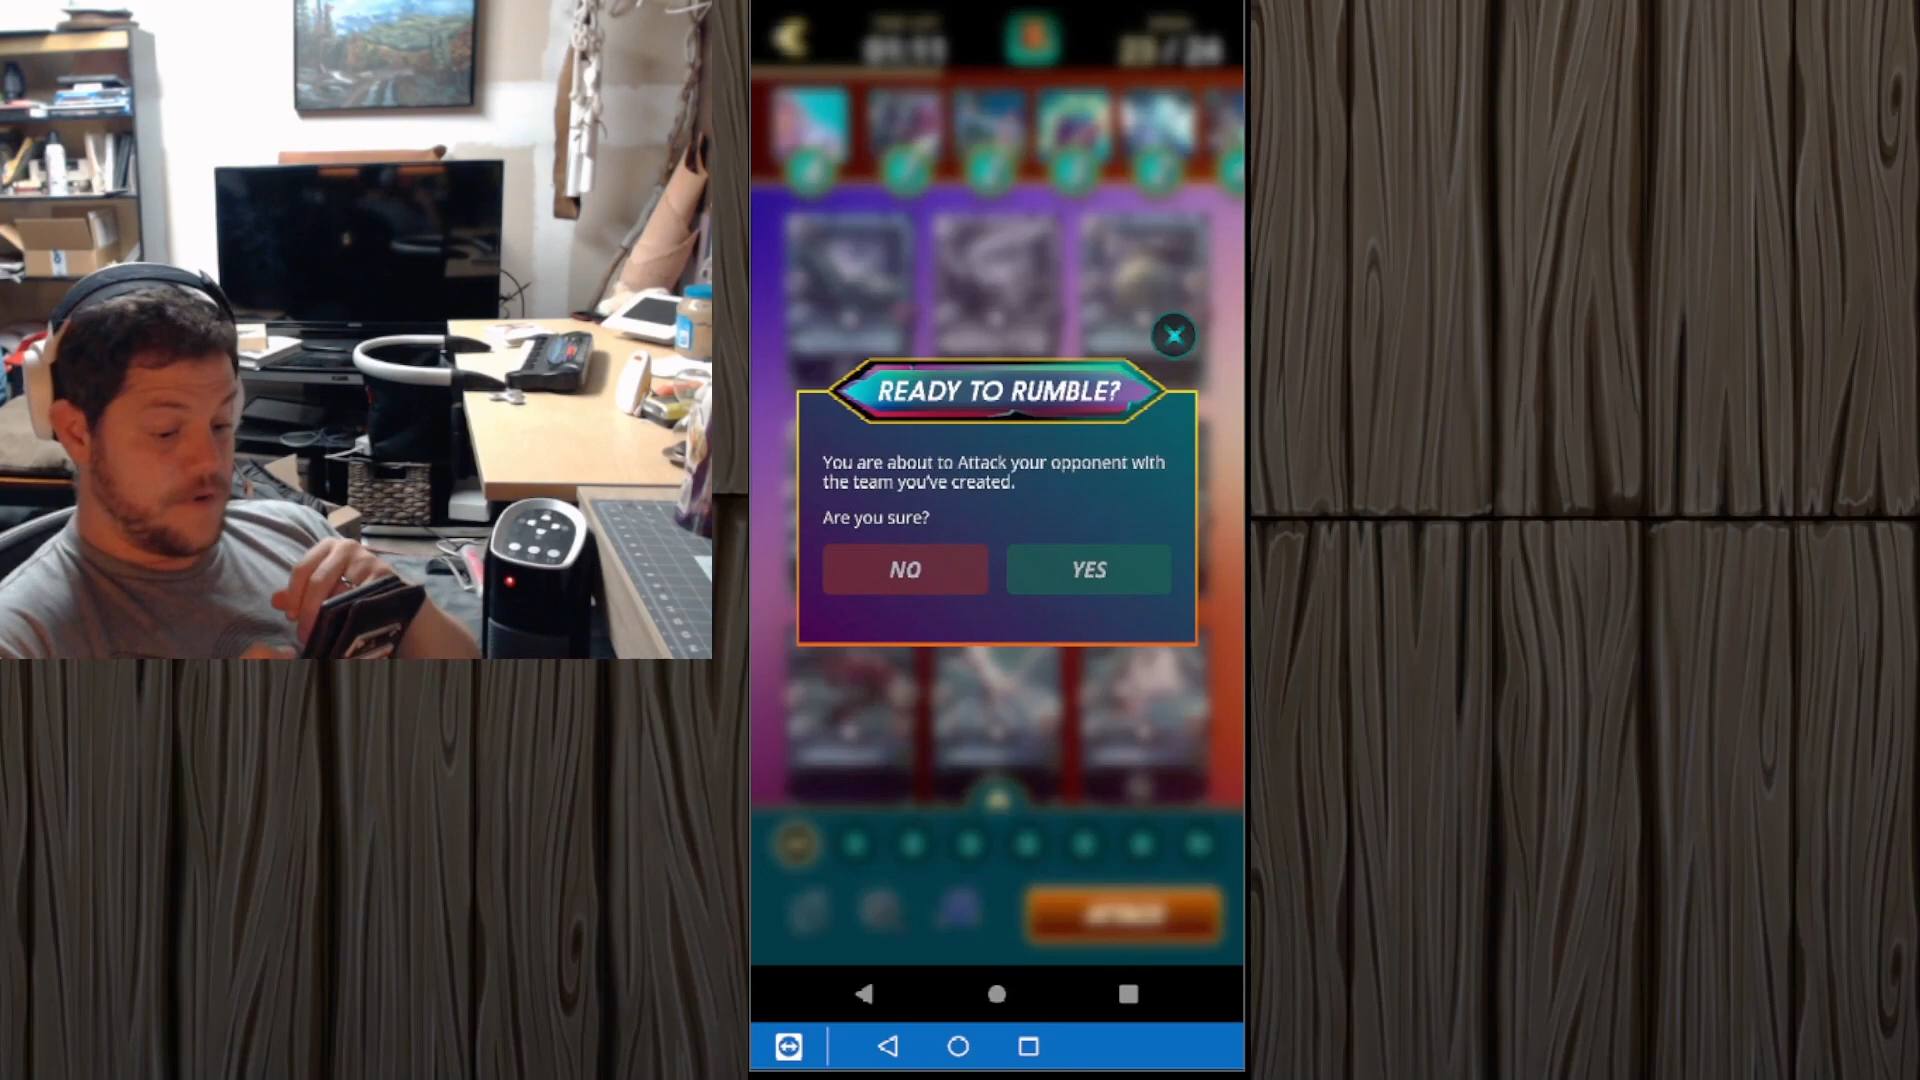 READY TO RUMBLE?
You are about to Attack your opponent with
the team you've created.
Are you sure?
NO
YES